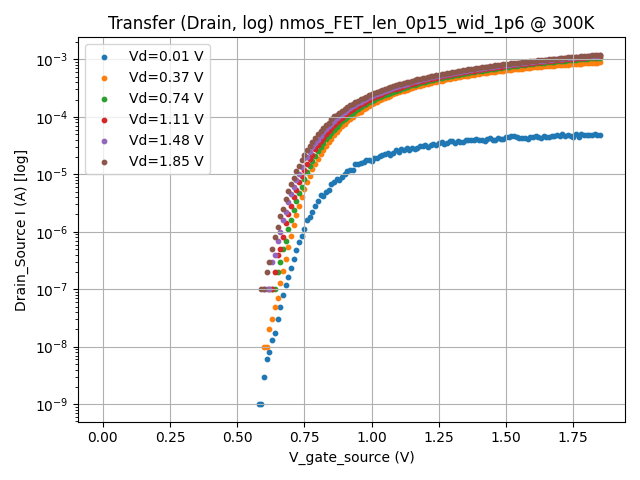 Transfer (Drain, log) nmos_FET_len_0p15_wid_1p6 @ 300K
Vd=0.01 V
Vd=0.37 V
Vd=0.74 V
Vd=1.11 V
Vd=1.48 V
Vd=1.85 V
Drain_Source I (A) [log]
10⁻³
10⁻⁴
10⁻⁵
10⁻⁶
10⁻⁷
10⁻⁸
10⁻⁹
0.00 0.25 0.50 0.75 1.00 1.25 1.50 1.75
V_gate_source (V)